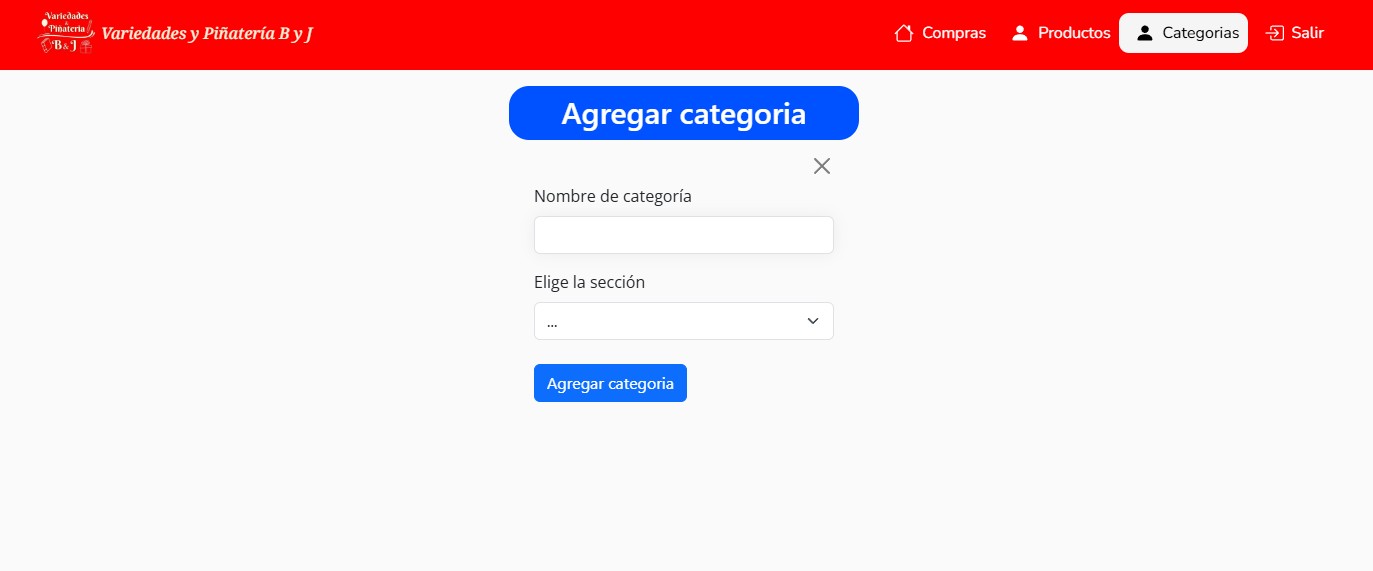 Variedades
&
Piñatería
B & J
Variedades y Piñatería B y J
Compras
Productos
Categorias
Salir
Agregar categoria
Nombre de categoría
Elige la sección
...
Agregar categoria